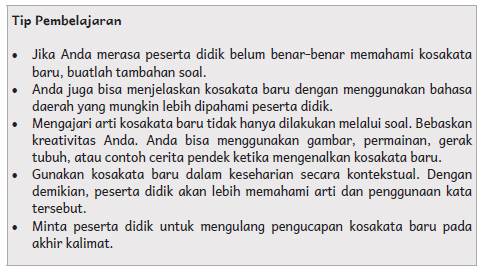 Tip Pembelajaran
• Jika Anda merasa peserta didik belum benar-benar memahami kosakata
baru, buatlah tambahan soal.
• Anda juga bisa menjelaskan kosakata baru dengan menggunakan bahasa
daerah yang mungkin lebih dipahami peserta didik.
• Mengajari arti kosakata baru tidak hanya dilakukan melalui soal. Bebaskan
kreativitas Anda. Anda bisa menggunakan gambar, permainan, gerak
tubuh, atau contoh cerita pendek ketika mengenalkan kosakata baru.
• Gunakan kosakata baru dalam keseharian secara kontekstual. Dengan
demikian, peserta didik akan lebih memahami arti dan penggunaan kata
tersebut.
• Minta peserta didik untuk mengulang pengucapan kosakata baru pada
akhir kalimat.